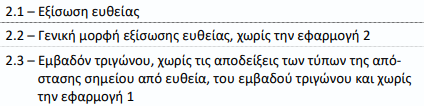 2.1 – Εξίσωση ευθείας
2.2 – Γενική μορφή εξίσωσης ευθείας, χωρίς την εφαρμογή 2
2.3 – Εμβαδόν τριγώνου, χωρίς τις αποδείξεις των τύπων της από-
στασης σημείου από ευθεία, του εμβαδού τριγώνου και χωρίς
την εφαρμογή 1